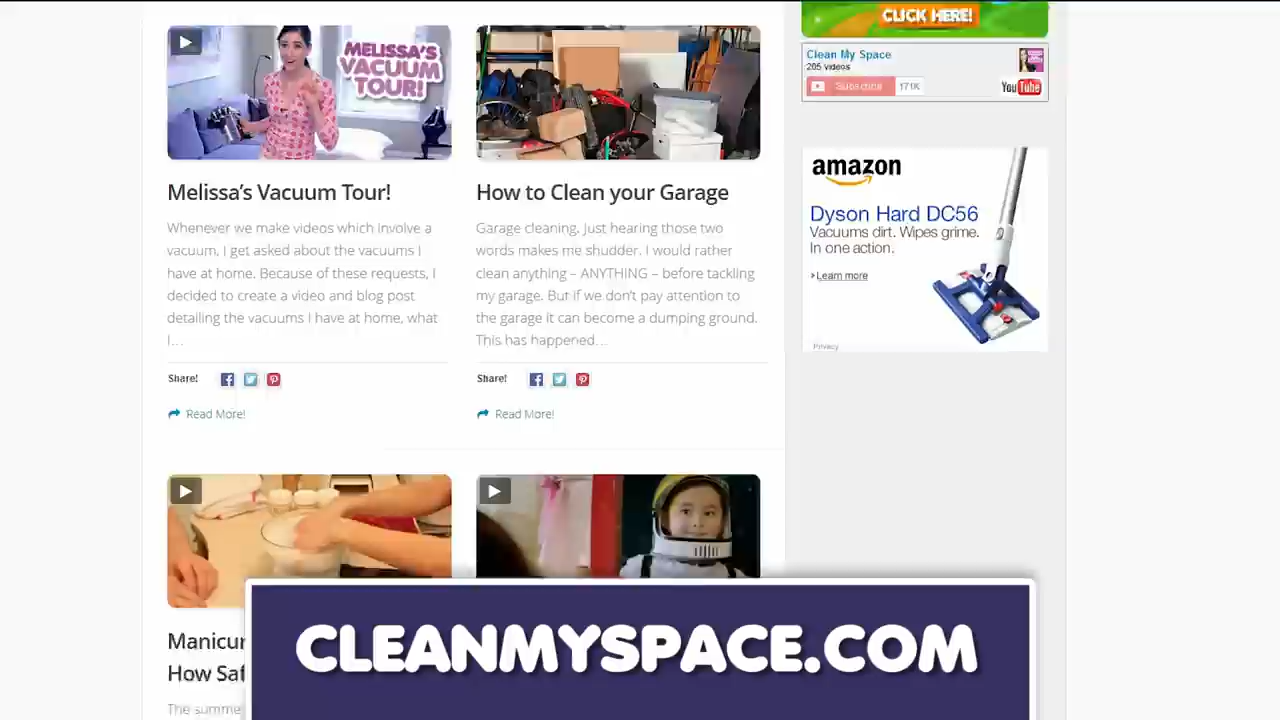 MELISSA'S
VACUUM
TOUR!
Melissa's Vacuum Tour!
Whenever we make videos which involve a
vacuum, I get asked about the vacuums I
have at home. Because of these requests, I
decided to create a video and blog post
detailing the vacuums I have at home, what
I...
Share!
Read More!
How to Clean your Garage
Garage cleaning. Just hearing those two
words makes me shudder. I would rather
clean anything – ANYTHING – before tackling
my garage. But if we don't pay attention to
the garage it can become a dumping ground.
This has happened...
Share!
Read More!
Manicur
How Saf
The summe
CLICK HERE!
Clean My Space
205 videos
Subscribe
171K
YouTube
amazon
Dyson Hard DC56
Vacuums dirt. Wipes grime.
In one action.
Learn more
Privacy
CLEANMYSPACE.COM